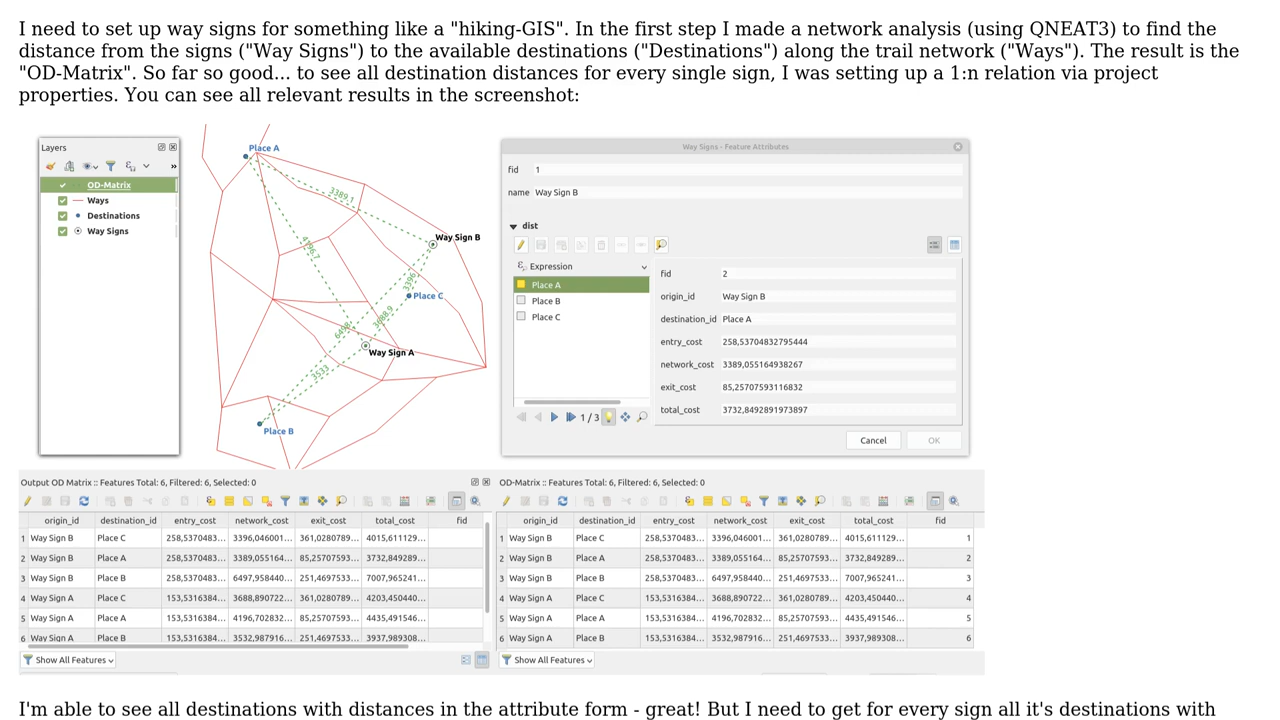 I need to set up way signs for something like a "hiking-GIS". In the first step I made a network analysis (using QNEAT3) to find the
distance from the signs ("Way Signs") to the available destinations ("Destinations") along the trail network ("Ways"). The result is the
"OD-Matrix". So far so good... to see all destination distances for every single sign, I was setting up a 1:n relation via project
properties. You can see all relevant results in the screenshot:
Layers
OD-Matrix
Ways
Destinations
Way Signs
Place A
3389,1
Way Sign B
4196,7
3396
Place C
3688,9
6498
Way Sign A
3533
Place B
Way Signs - Feature Attributes
fid 1
name Way Sign B
dist
Expression
Place A
Place B
Place C
1 / 3
fid 2
origin_id Way Sign B
destination_id Place A
entry_cost 258,53704832795444
network_cost 3389,055164938267
exit_cost 85,25707593116832
total_cost 3732,8492891973897
Cancel OK
Output OD Matrix :: Features Total: 6, Filtered: 6, Selected: 0
origin_id destination_id entry_cost network_cost exit_cost total_cost fid
1 Way Sign B Place C 258,5370483... 3396,046001... 361,0280789... 4015,611129...
2 Way Sign B Place A 258,5370483... 3389,055164... 85,25707593... 3732,849289...
3 Way Sign B Place B 258,5370483... 6497,958440... 251,4697533... 7007,965241...
4 Way Sign A Place C 153,5316384... 3688,890722... 361,0280789... 4203,450440...
5 Way Sign A Place A 153,5316384... 4196,702832... 85,25707593... 4435,491546...
6 Way Sign A Place B 153,5316384... 3532,987916... 251,4697533... 3937,989308...
Show All Features
OD-Matrix :: Features Total: 6, Filtered: 6, Selected: 0
origin_id destination_id entry_cost network_cost exit_cost total_cost fid
1 Way Sign B Place C 258,5370483... 3396,046001... 361,0280789... 4015,611129... 1
2 Way Sign B Place A 258,5370483... 3389,055164... 85,25707593... 3732,849289... 2
3 Way Sign B Place B 258,5370483... 6497,958440... 251,4697533... 7007,965241... 3
4 Way Sign A Place C 153,5316384... 3688,890722... 361,0280789... 4203,450440... 4
5 Way Sign A Place A 153,5316384... 4196,702832... 85,25707593... 4435,491546... 5
6 Way Sign A Place B 153,5316384... 3532,987916... 251,4697533... 3937,989308... 6
Show All Features
I'm able to see all destinations with distances in the attribute form - great! But I need to get for every sign all it's destinations with